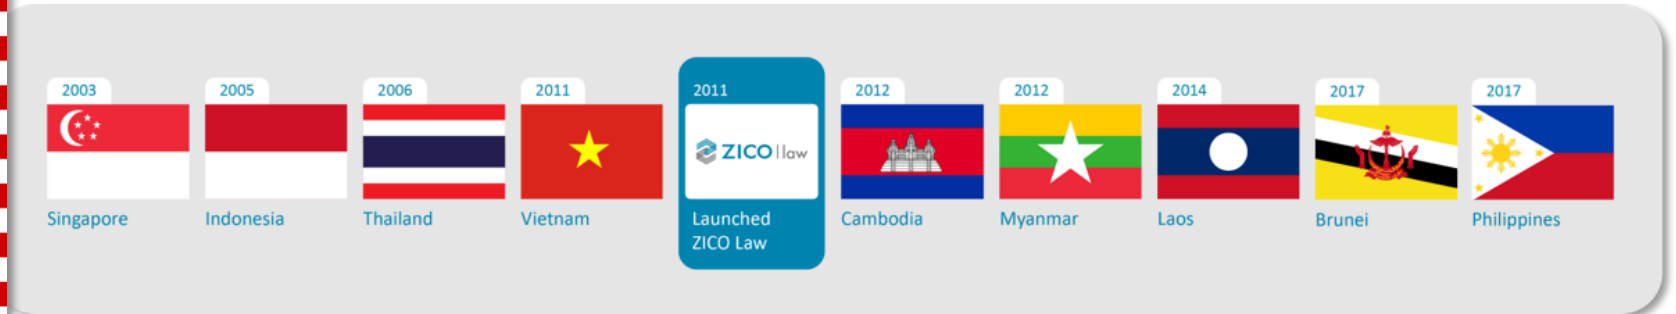 2003
Singapore
2005
Indonesia
2006
Thailand
2011
Vietnam
2011
ZICO law
Launched
ZICO Law
2012
Cambodia
2012
Myanmar
2014
Laos
2017
Brunei
2017
Philippines